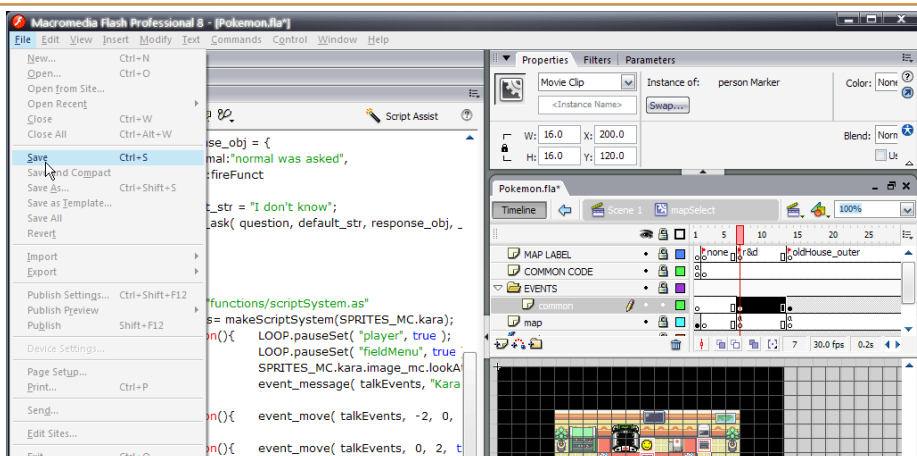 Macromedia Flash Professional 8 - [Pokemon.fla*]
File Edit View Insert Modify Text Commands Control Window Help
New... Ctrl+N
Open... Ctrl+O
Open from Site...
Open Recent
Close Ctrl+W
Close All Ctrl+Alt+W
Save Ctrl+S
Save and Compact
Save As... Ctrl+Shift+S
Save as Template...
Save All
Revert
Import
Export
Publish Settings... Ctrl+Shift+F12
Publish Preview
Publish Shift+F12
Device Settings...
Page Setup...
Print... Ctrl+P
Send...
Edit Sites...
Exit Ctrl+Q
Script Assist
se_obj = {
mal:"normal was asked",
:fireFunct
t_str = "I don't know";
_ask( question, default_str, response_obj, _
"functions/scriptSystem.as"
s= makeScriptSystem(SPRITES_MC.kara);
on(){ LOOP.pauseSet( "player", true );
LOOP.pauseSet( "fieldMenu", true
SPRITES_MC.kara.image_mc.lookA
event_message( talkEvents, "Kara
on(){ event_move( talkEvents, -2, 0,
on(){ event_move( talkEvents, 0, 2, t
Properties Filters Parameters
Movie Clip Instance of: person Marker Color: None
<Instance Name> Swap...
W: 16.0 X: 200.0 Blend: Norn
H: 16.0 Y: 120.0 Us
Pokemon.fla*
Timeline Scene 1 mapSelect 100%
1 5 10 15 20 25
MAP LABEL none r&d oldHouse_outer
COMMON CODE
EVENTS
common
map
7 30.0 fps 0.2s